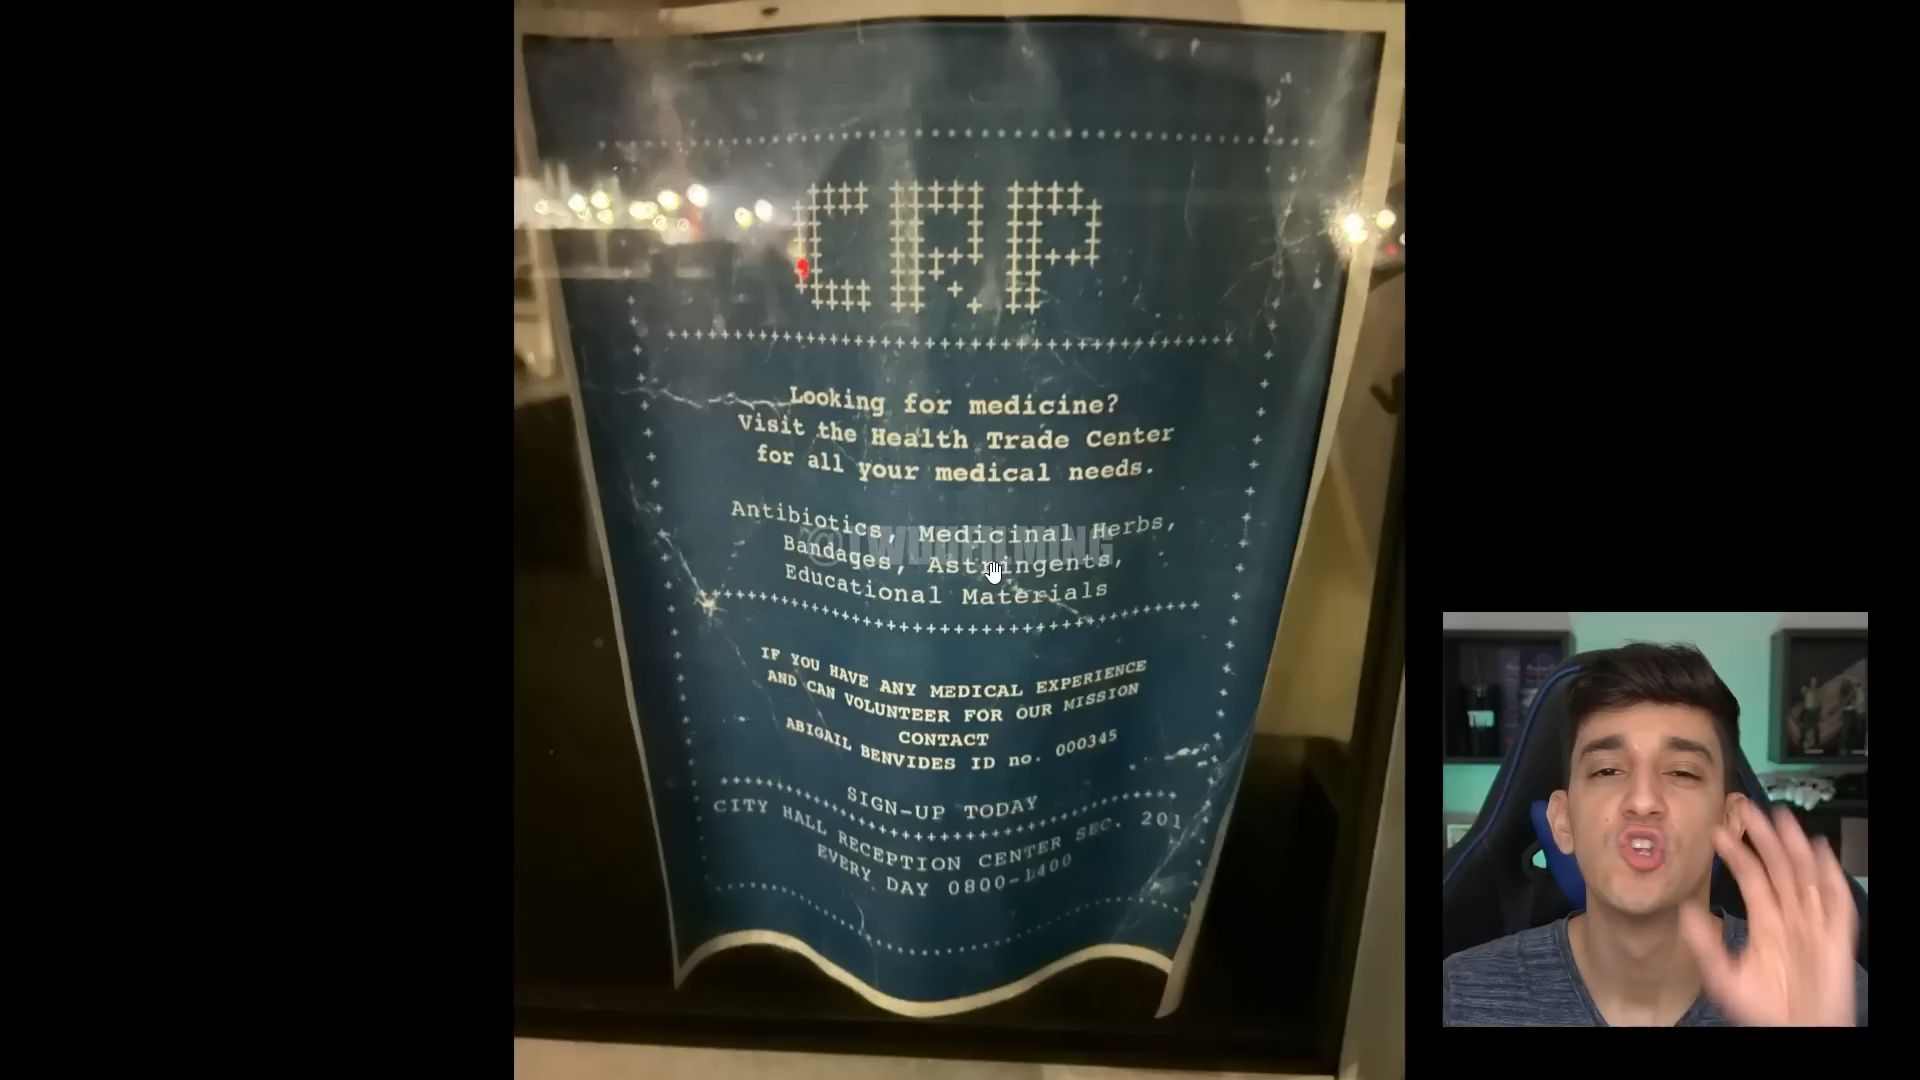 CRP
Looking for medicine?
Visit the Health Trade Center
for all your medical needs.
Antibiotics, Medicinal Herbs,
Bandages, Astringents,
Educational Materials
IF YOU HAVE ANY MEDICAL EXPERIENCE
AND CAN VOLUNTEER FOR OUR MISSION
CONTACT
ABIGAIL BENVIDES ID no. 000345
SIGN-UP TODAY
CITY HALL RECEPTION CENTER SEC. 201
EVERY DAY 0800-1400